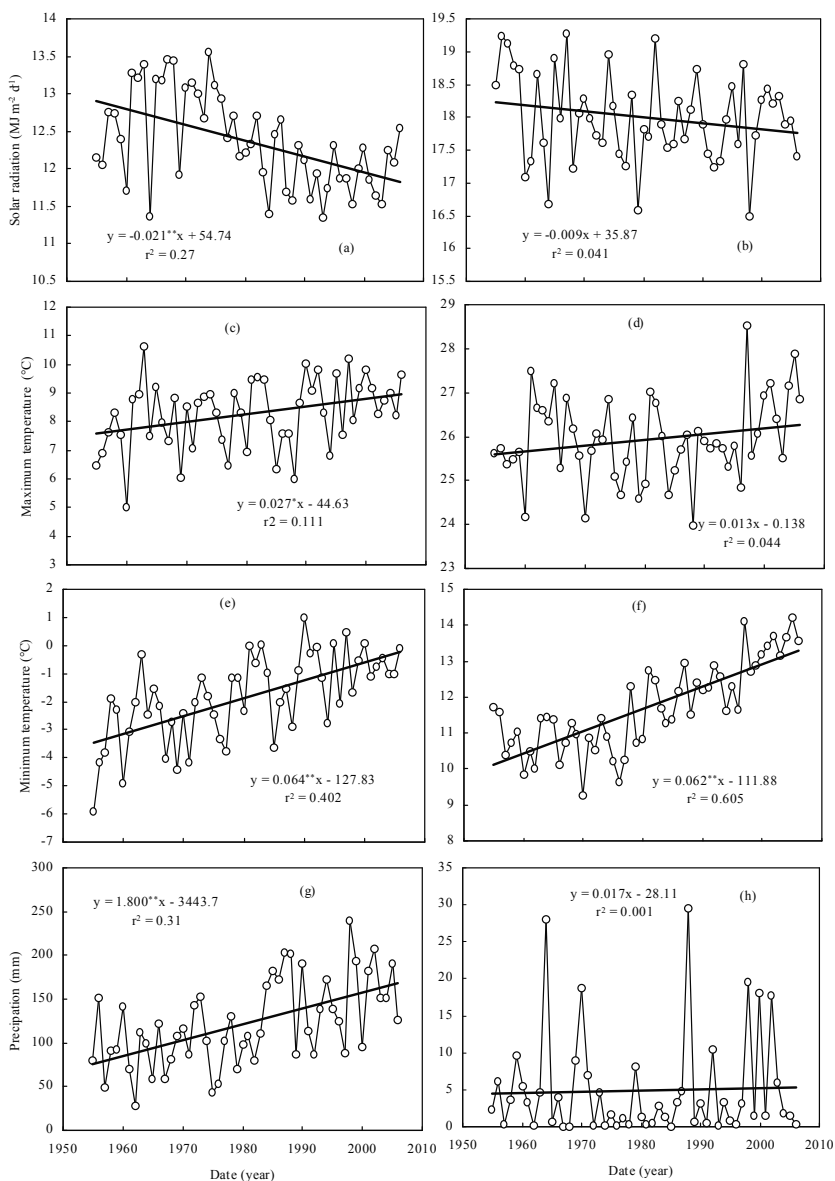 14
13.5
13
12.5
12
11.5
11
10.5
Solar radiation (MJ m⁻² d⁻¹)
y = -0.021**x + 54.74
r² = 0.27
(a)
19.5
19
18.5
18
17.5
17
16.5
16
15.5
y = -0.009x + 35.87
r² = 0.041
(b)
12
11
10
9
8
7
6
5
4
3
Maximum temperature (°C)
(c)
y = 0.027*x - 44.63
r2 = 0.111
29
28
27
26
25
24
23
(d)
y = 0.013x - 0.138
r² = 0.044
2
1
0
-1
-2
-3
-4
-5
-6
-7
Minimum temperature (°C)
(e)
y = 0.064**x - 127.83
r² = 0.402
15
14
13
12
11
10
9
8
(f)
y = 0.062**x - 111.88
r² = 0.605
300
250
200
150
100
50
0
Precipation (mm)
y = 1.800**x - 3443.7
r² = 0.31
(g)
1950 1960 1970 1980 1990 2000 2010
Date (year)
35
30
25
20
15
10
5
0
y = 0.017x - 28.11
r² = 0.001
(h)
1950 1960 1970 1980 1990 2000 2010
Date (year)